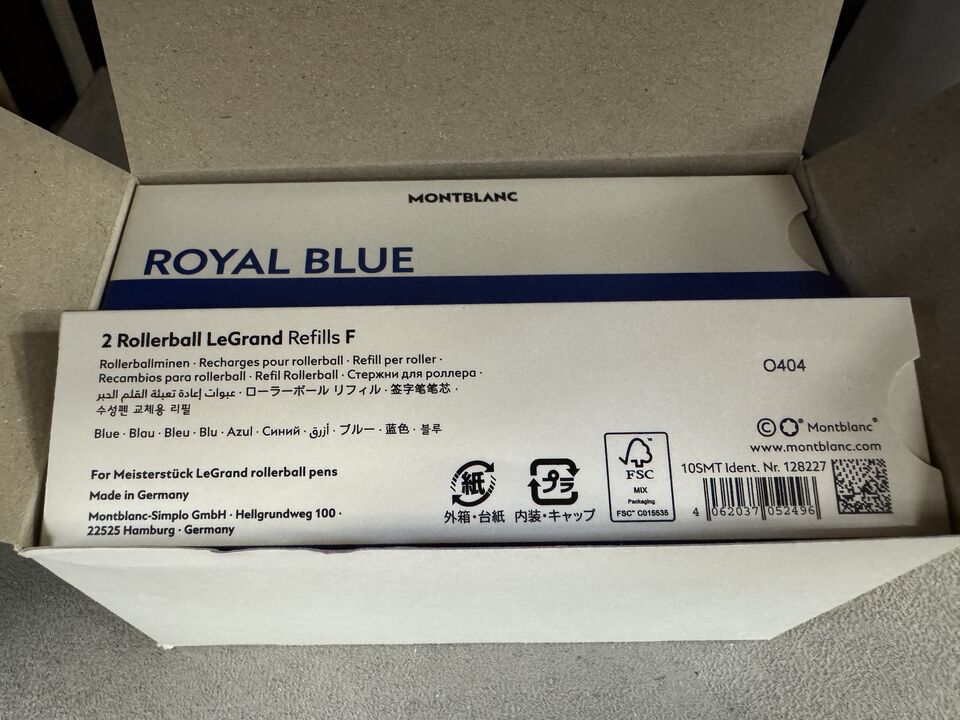 MONTBLANC
ROYAL BLUE
2 Rollerball LeGrand Refills F
Rollerballminen · Recharges pour rollerball · Refill per roller ·
Recambios para rollerball · Refil Rollerball · Стержни для роллера ·
عبوات إعادة تعبئة القلم الحبر · ローラーボール リフィル · 签字笔笔芯 ·
수성펜 교체용 리필
Blue · Blau · Bleu · Blu · Azul · Синий · أزرق · ブルー · 蓝色 · 블루
For Meisterstück LeGrand rollerball pens
Made in Germany
Montblanc-Simplo GmbH · Hellgrundweg 100 ·
22525 Hamburg · Germany
紙
外箱・台紙
プラ
内装・キャップ
FSC
MIX
Packaging
FSC® C015535
O404
© Montblanc®
www.montblanc.com
10SMT Ident. Nr. 128227
4 062037 052496